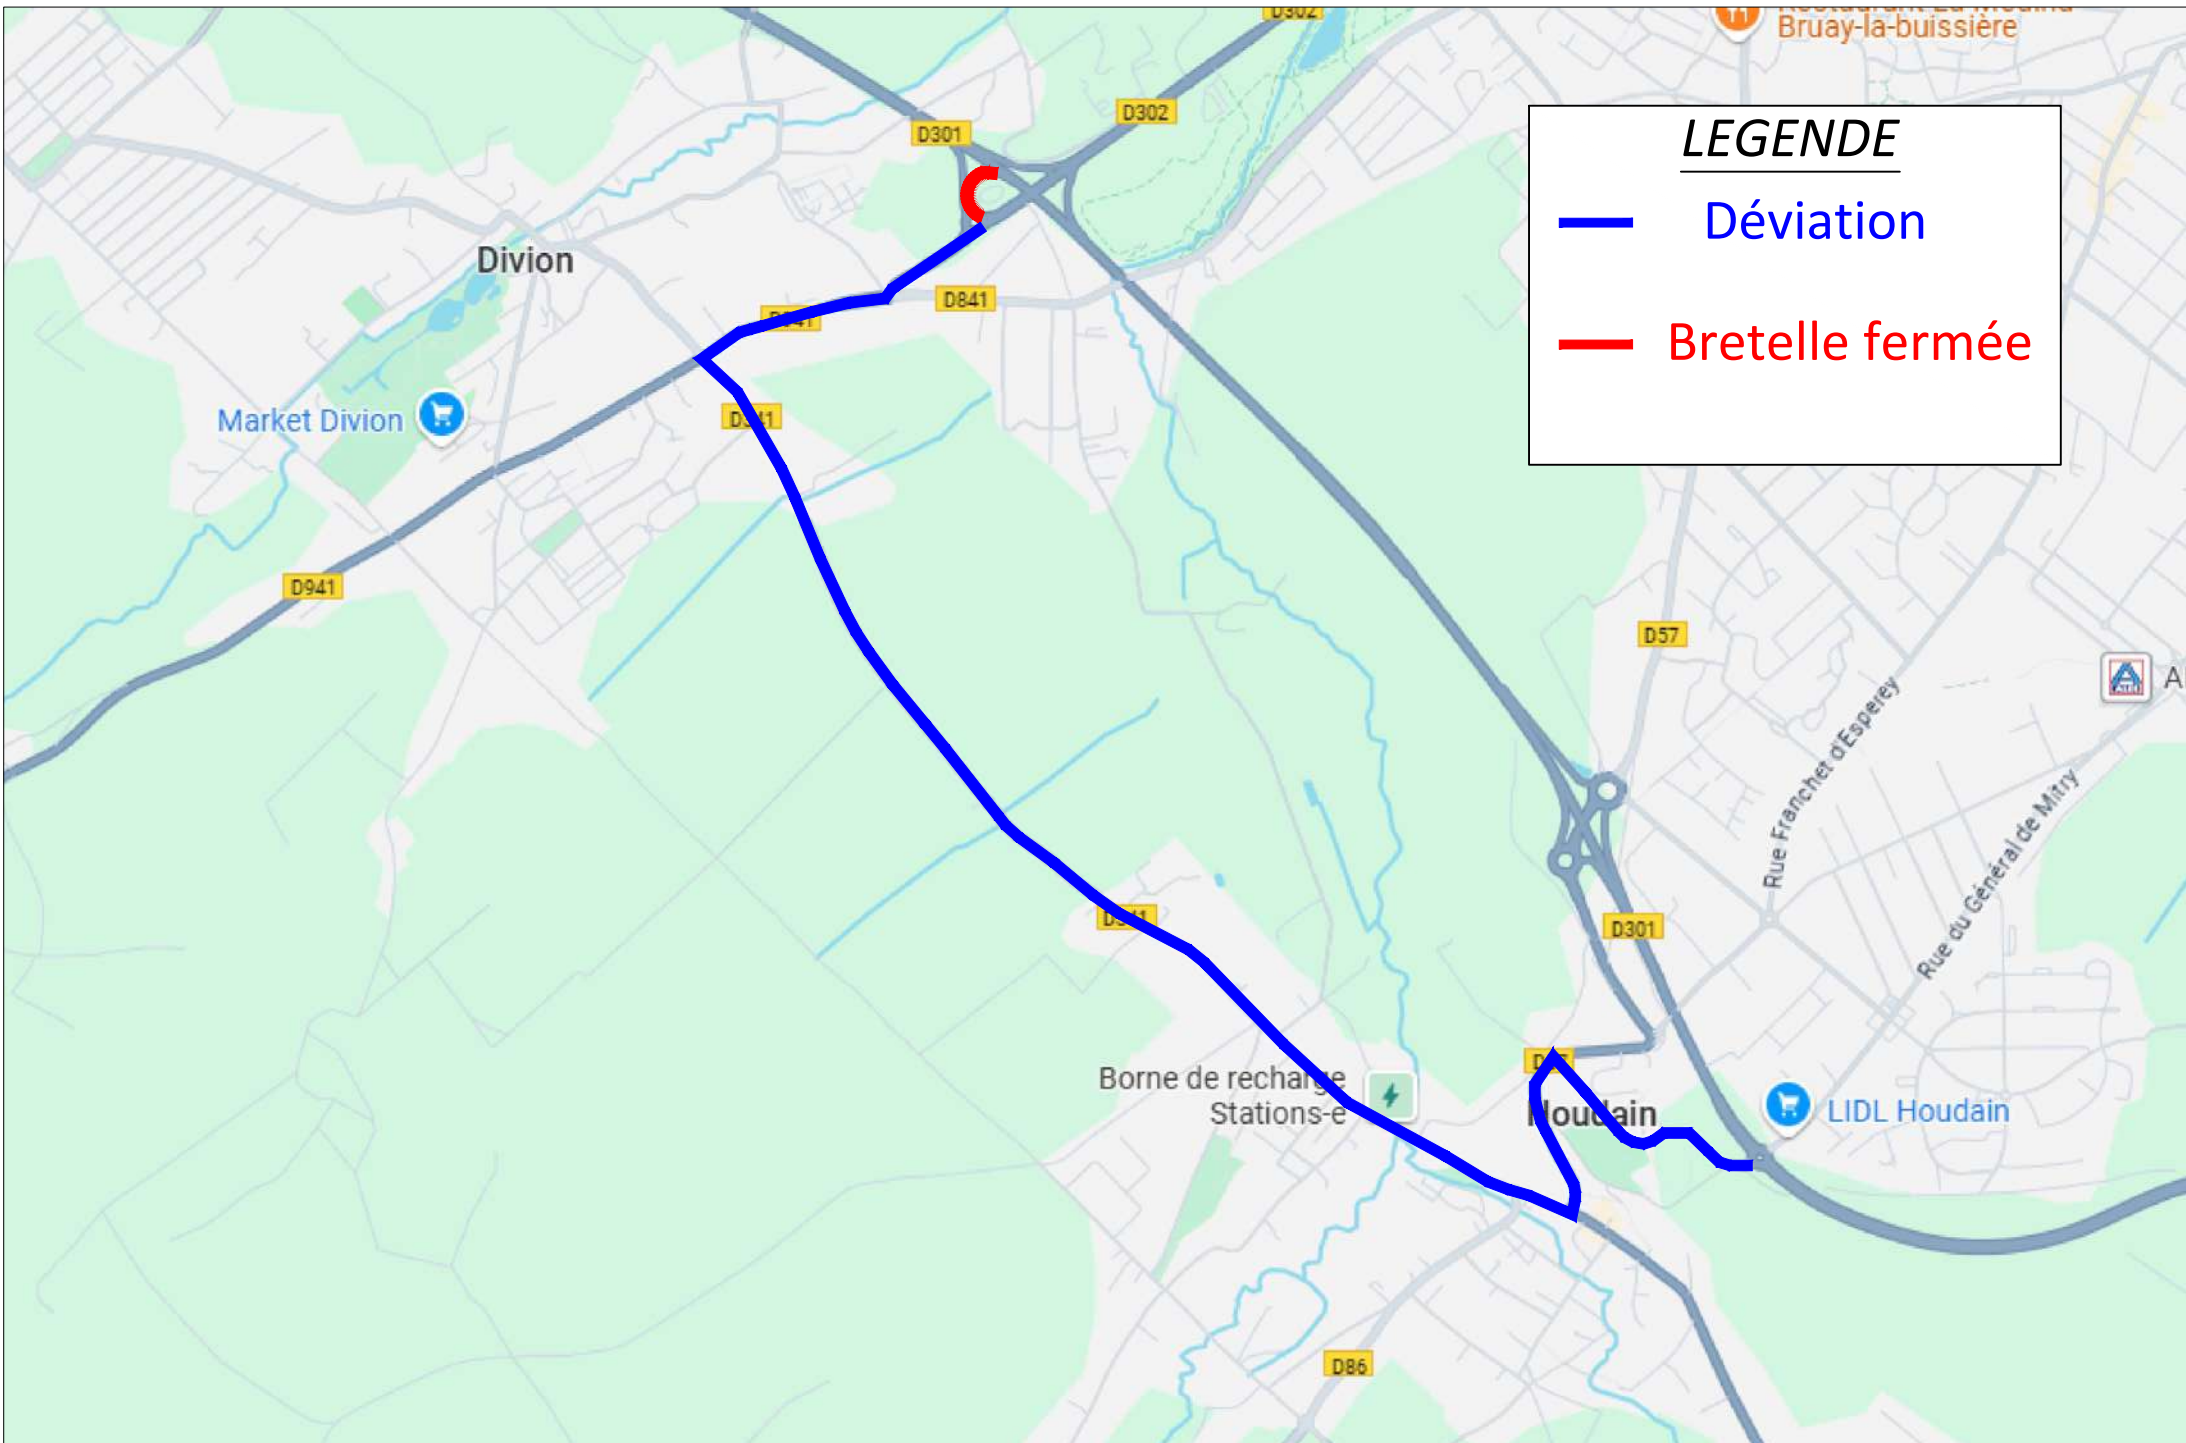 D302
Bruay-la-buissière
D302
D301
LEGENDE
Déviation
Bretelle fermée
Divion
D841
Market Divion
D941
D57
Rue Franchet d'Esperey
Rue du Général de Mitry
D301
Borne de recharge
Stations-e
Houdain
LIDL Houdain
D86